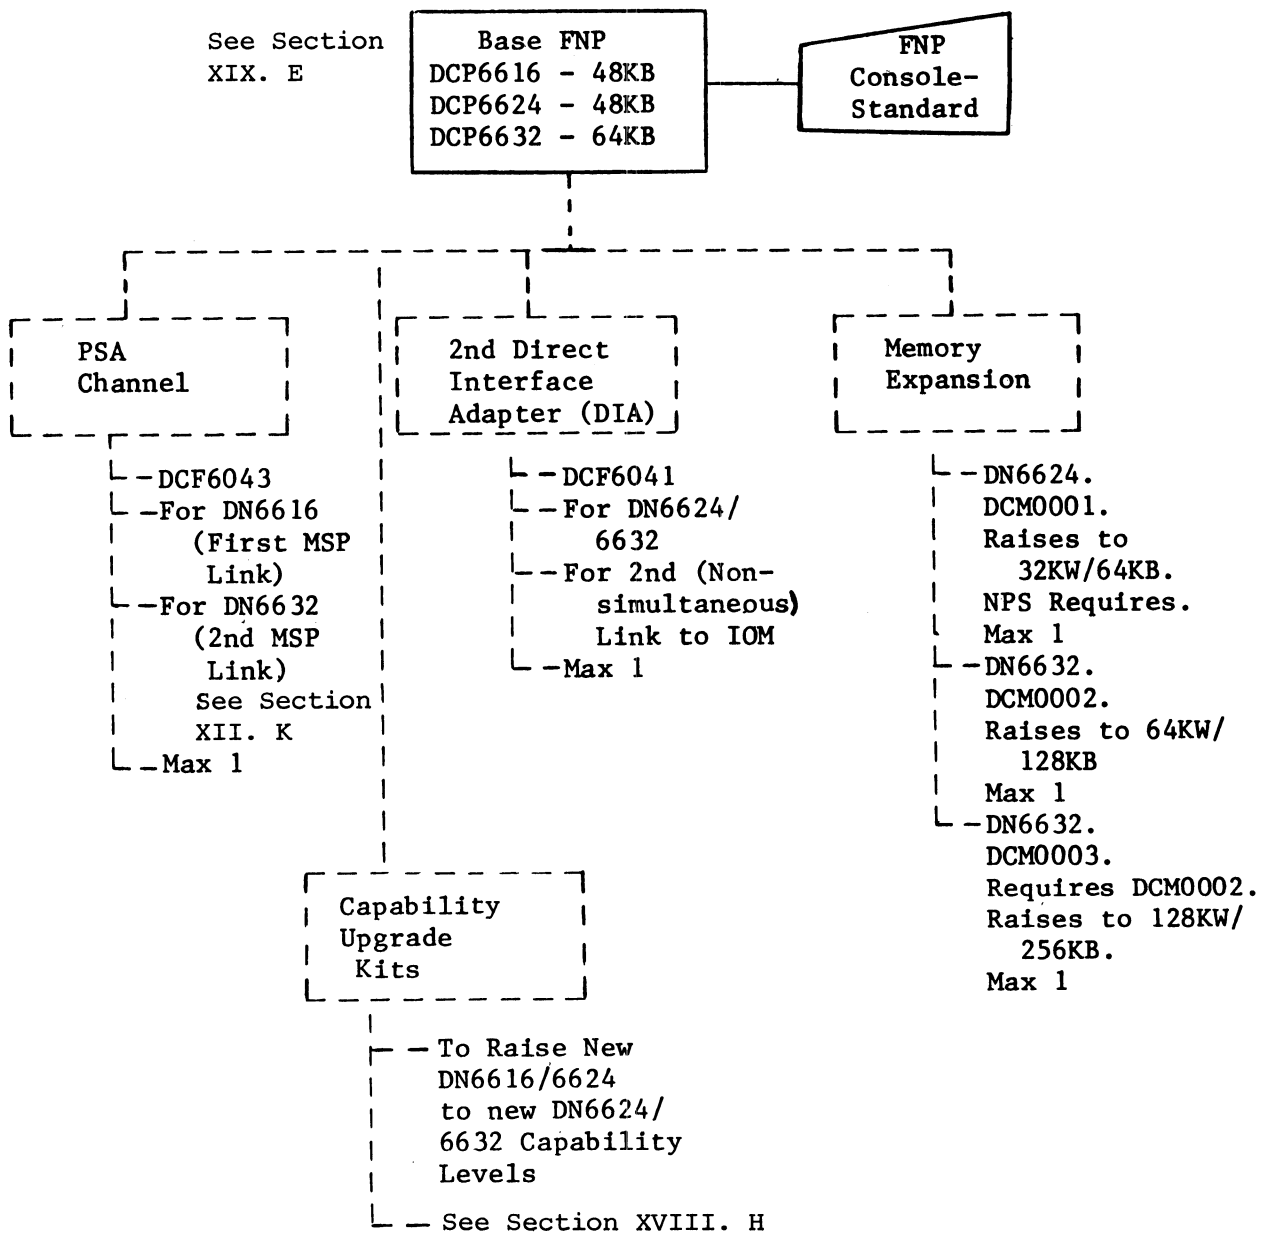 See Section
XIX. E
Base FNP
DCP6616 - 48KB
DCP6624 - 48KB
DCP6632 - 64KB
FNP
Console-
Standard
PSA
Channel
DCF6043
For DN6616
(First MSP
Link)
For DN6632
(2nd MSP
Link)
See Section
XII. K
Max 1
2nd Direct
Interface
Adapter (DIA)
DCF6041
For DN6624/
6632
For 2nd (Non-
simultaneous)
Link to IOM
Max 1
Memory
Expansion
DN6624.
DCM0001.
Raises to
32KW/64KB.
NPS Requires.
Max 1
DN6632.
DCM0002.
Raises to 64KW/
128KB
Max 1
DN6632.
DCM0003.
Requires DCM0002.
Raises to 128KW/
256KB.
Max 1
Capability
Upgrade
Kits
To Raise New
DN6616/6624
to new DN6624/
6632 Capability
Levels
See Section XVIII. H